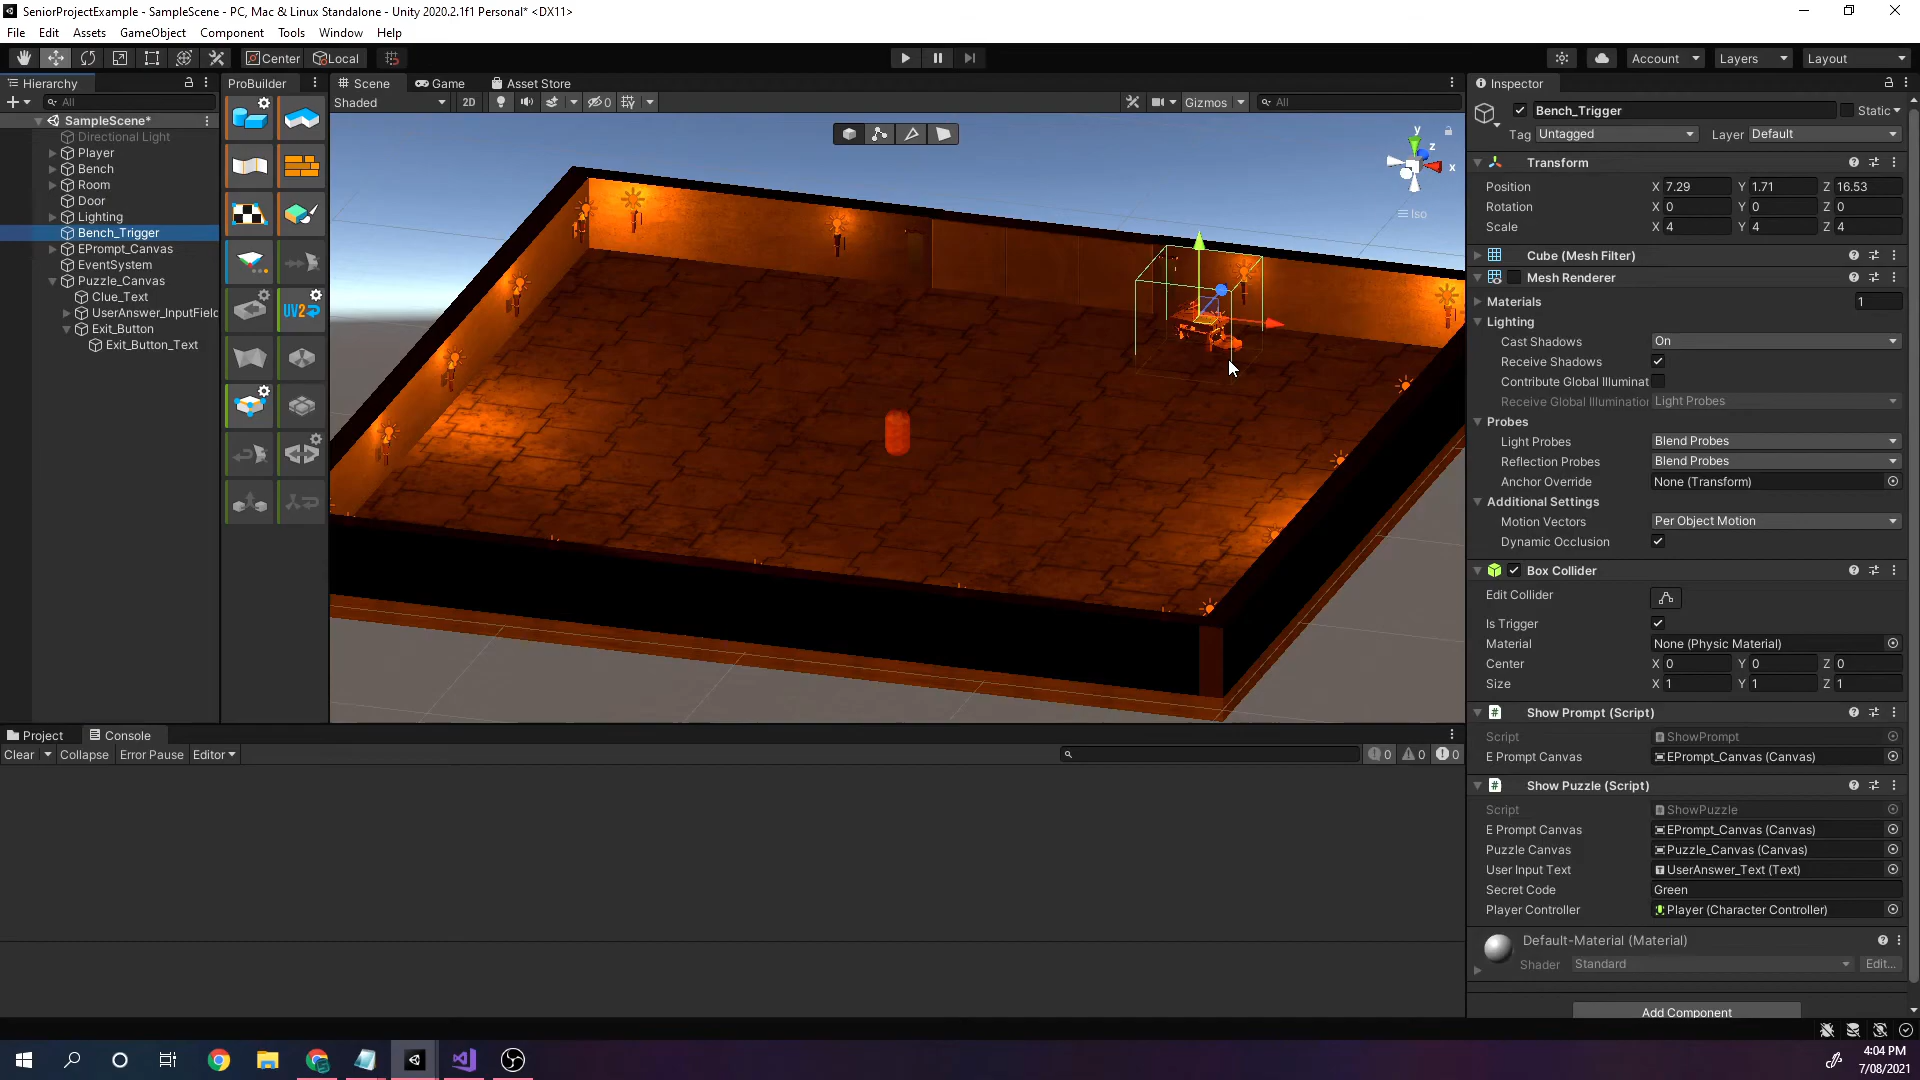 SeniorProjectExample - SampleScene - PC, Mac & Linux Standalone - Unity 2020.2.1f1 Personal* <DX11>
File Edit Assets GameObject Component Tools Window Help
Center Local Account Layers Layout
Hierarchy ProBuilder Scene Game Asset Store Inspector
All Shaded 2D 0 Gizmos All
SampleScene*
Directional Light
Player
Bench
Room
Door
Lighting
Bench_Trigger
EPrompt_Canvas
EventSystem
Puzzle_Canvas
Clue_Text
UserAnswer_InputField
Exit_Button
Exit_Button_Text
UV2
y
z
x
Iso
Bench_Trigger Static
Tag Untagged Layer Default
Transform
Position X 7.29 Y 1.71 Z 16.53
Rotation X 0 Y 0 Z 0
Scale X 4 Y 4 Z 4
Cube (Mesh Filter)
Mesh Renderer
Materials 1
Lighting
Cast Shadows On
Receive Shadows
Contribute Global Illuminat
Receive Global Illumination Light Probes
Probes
Light Probes Blend Probes
Reflection Probes Blend Probes
Anchor Override None (Transform)
Additional Settings
Motion Vectors Per Object Motion
Dynamic Occlusion
Box Collider
Edit Collider
Is Trigger
Material None (Physic Material)
Center X 0 Y 0 Z 0
Size X 1 Y 1 Z 1
Show Prompt (Script)
Script ShowPrompt
E Prompt Canvas EPrompt_Canvas (Canvas)
Show Puzzle (Script)
Script ShowPuzzle
E Prompt Canvas EPrompt_Canvas (Canvas)
Puzzle Canvas Puzzle_Canvas (Canvas)
User Input Text UserAnswer_Text (Text)
Secret Code Green
Player Controller Player (Character Controller)
Default-Material (Material)
Shader Standard Edit...
Add Component
Project Console
Clear Collapse Error Pause Editor 0 0 0
4:04 PM
7/08/2021